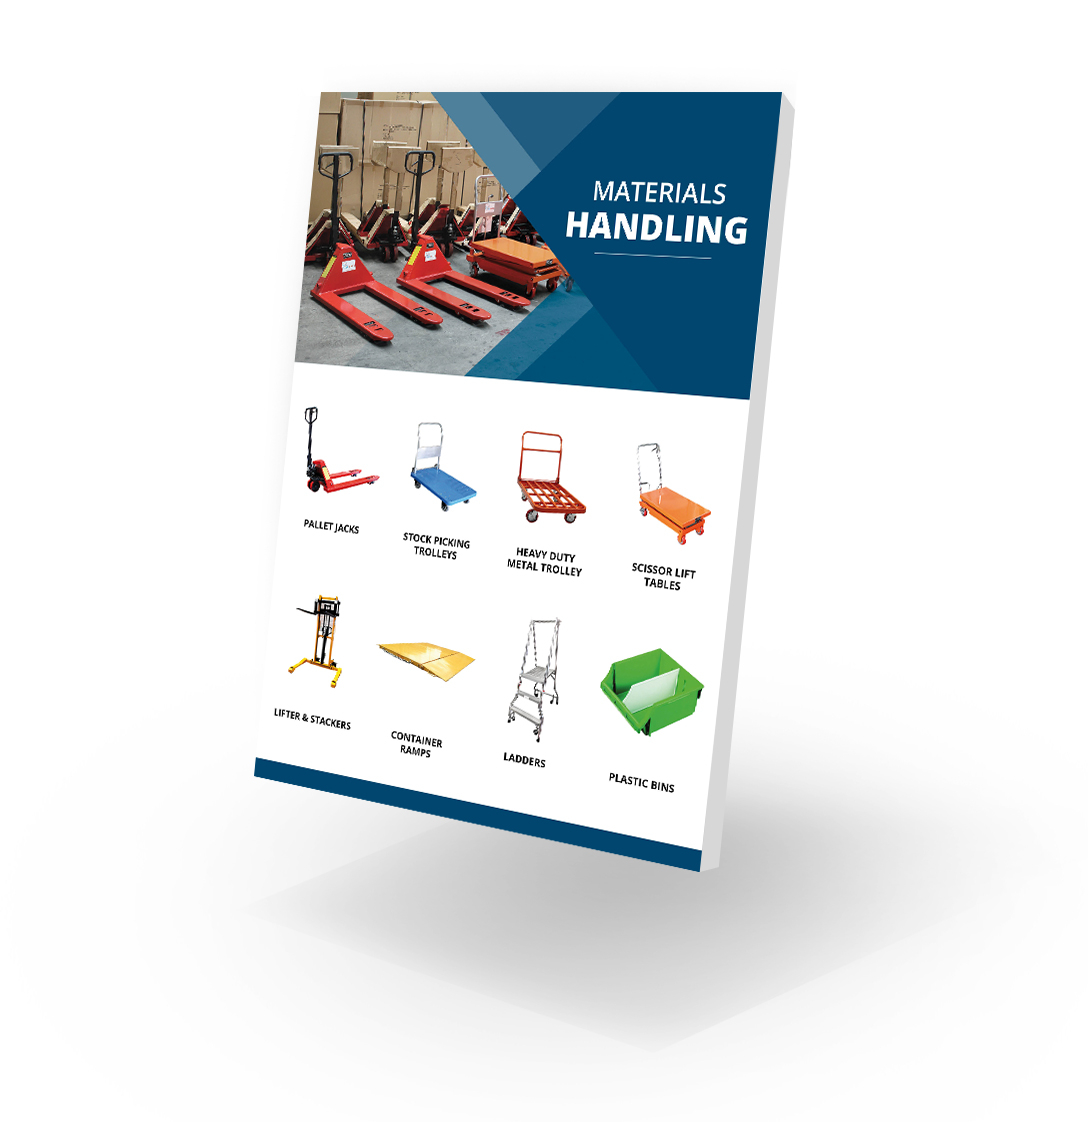 MATERIALS
HANDLING
PALLET JACKS
STOCK PICKING
TROLLEYS
HEAVY DUTY
METAL TROLLEY
SCISSOR LIFT
TABLES
LIFTER & STACKERS
CONTAINER
RAMPS
LADDERS
PLASTIC BINS